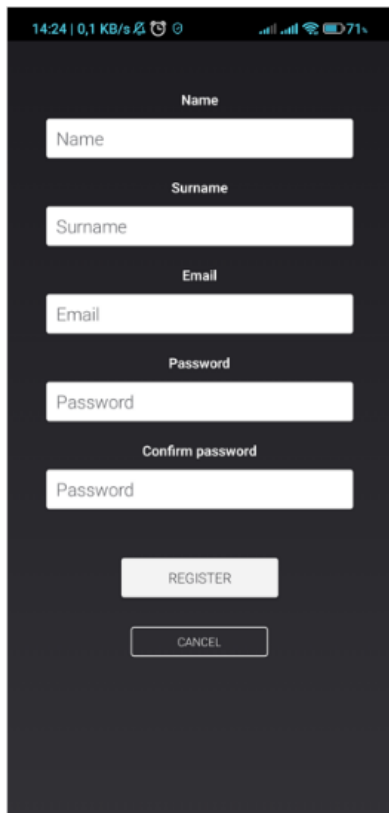 14:24 | 0,1 KB/s 71%
Name
Name
Surname
Surname
Email
Email
Password
Password
Confirm password
Password
REGISTER
CANCEL